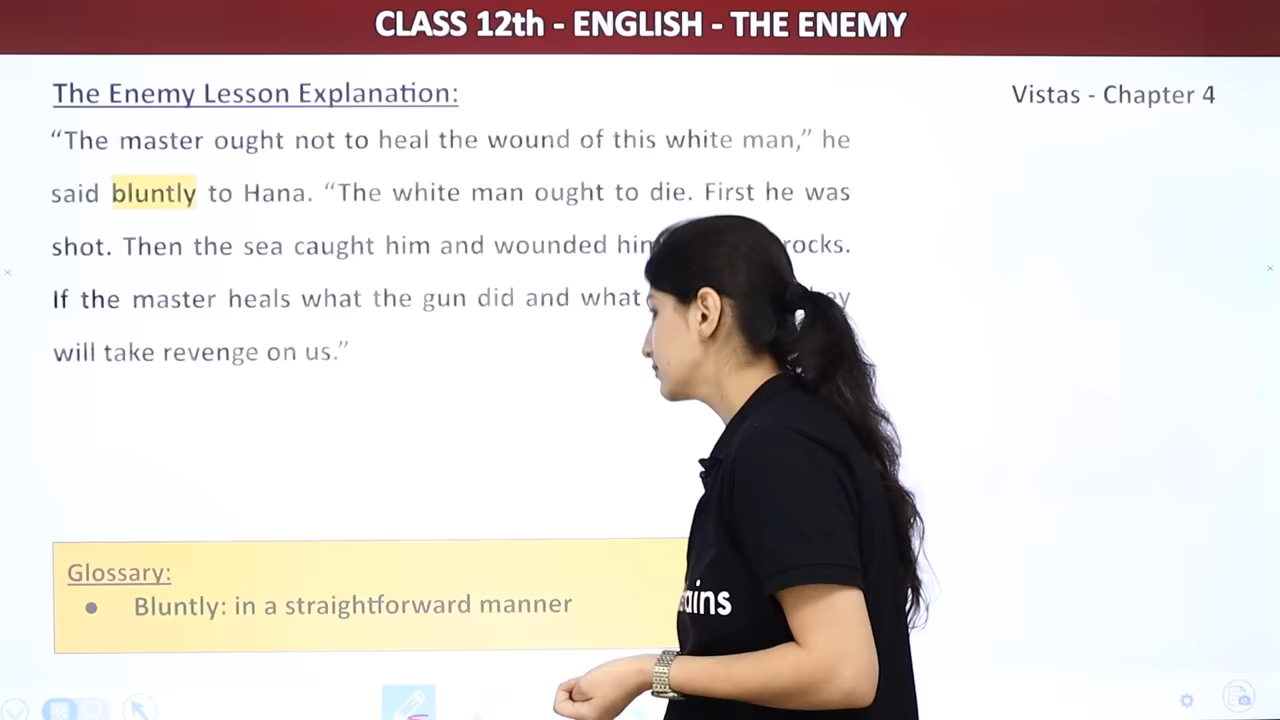 CLASS 12th - ENGLISH - THE ENEMY
The Enemy Lesson Explanation:
Vistas - Chapter 4
“The master ought not to heal the wound of this white man,” he
said bluntly to Hana. “The white man ought to die. First he was
shot. Then the sea caught him and wounded him rocks.
If the master heals what the gun did and what
will take revenge on us.”
Glossary:
● Bluntly: in a straightforward manner